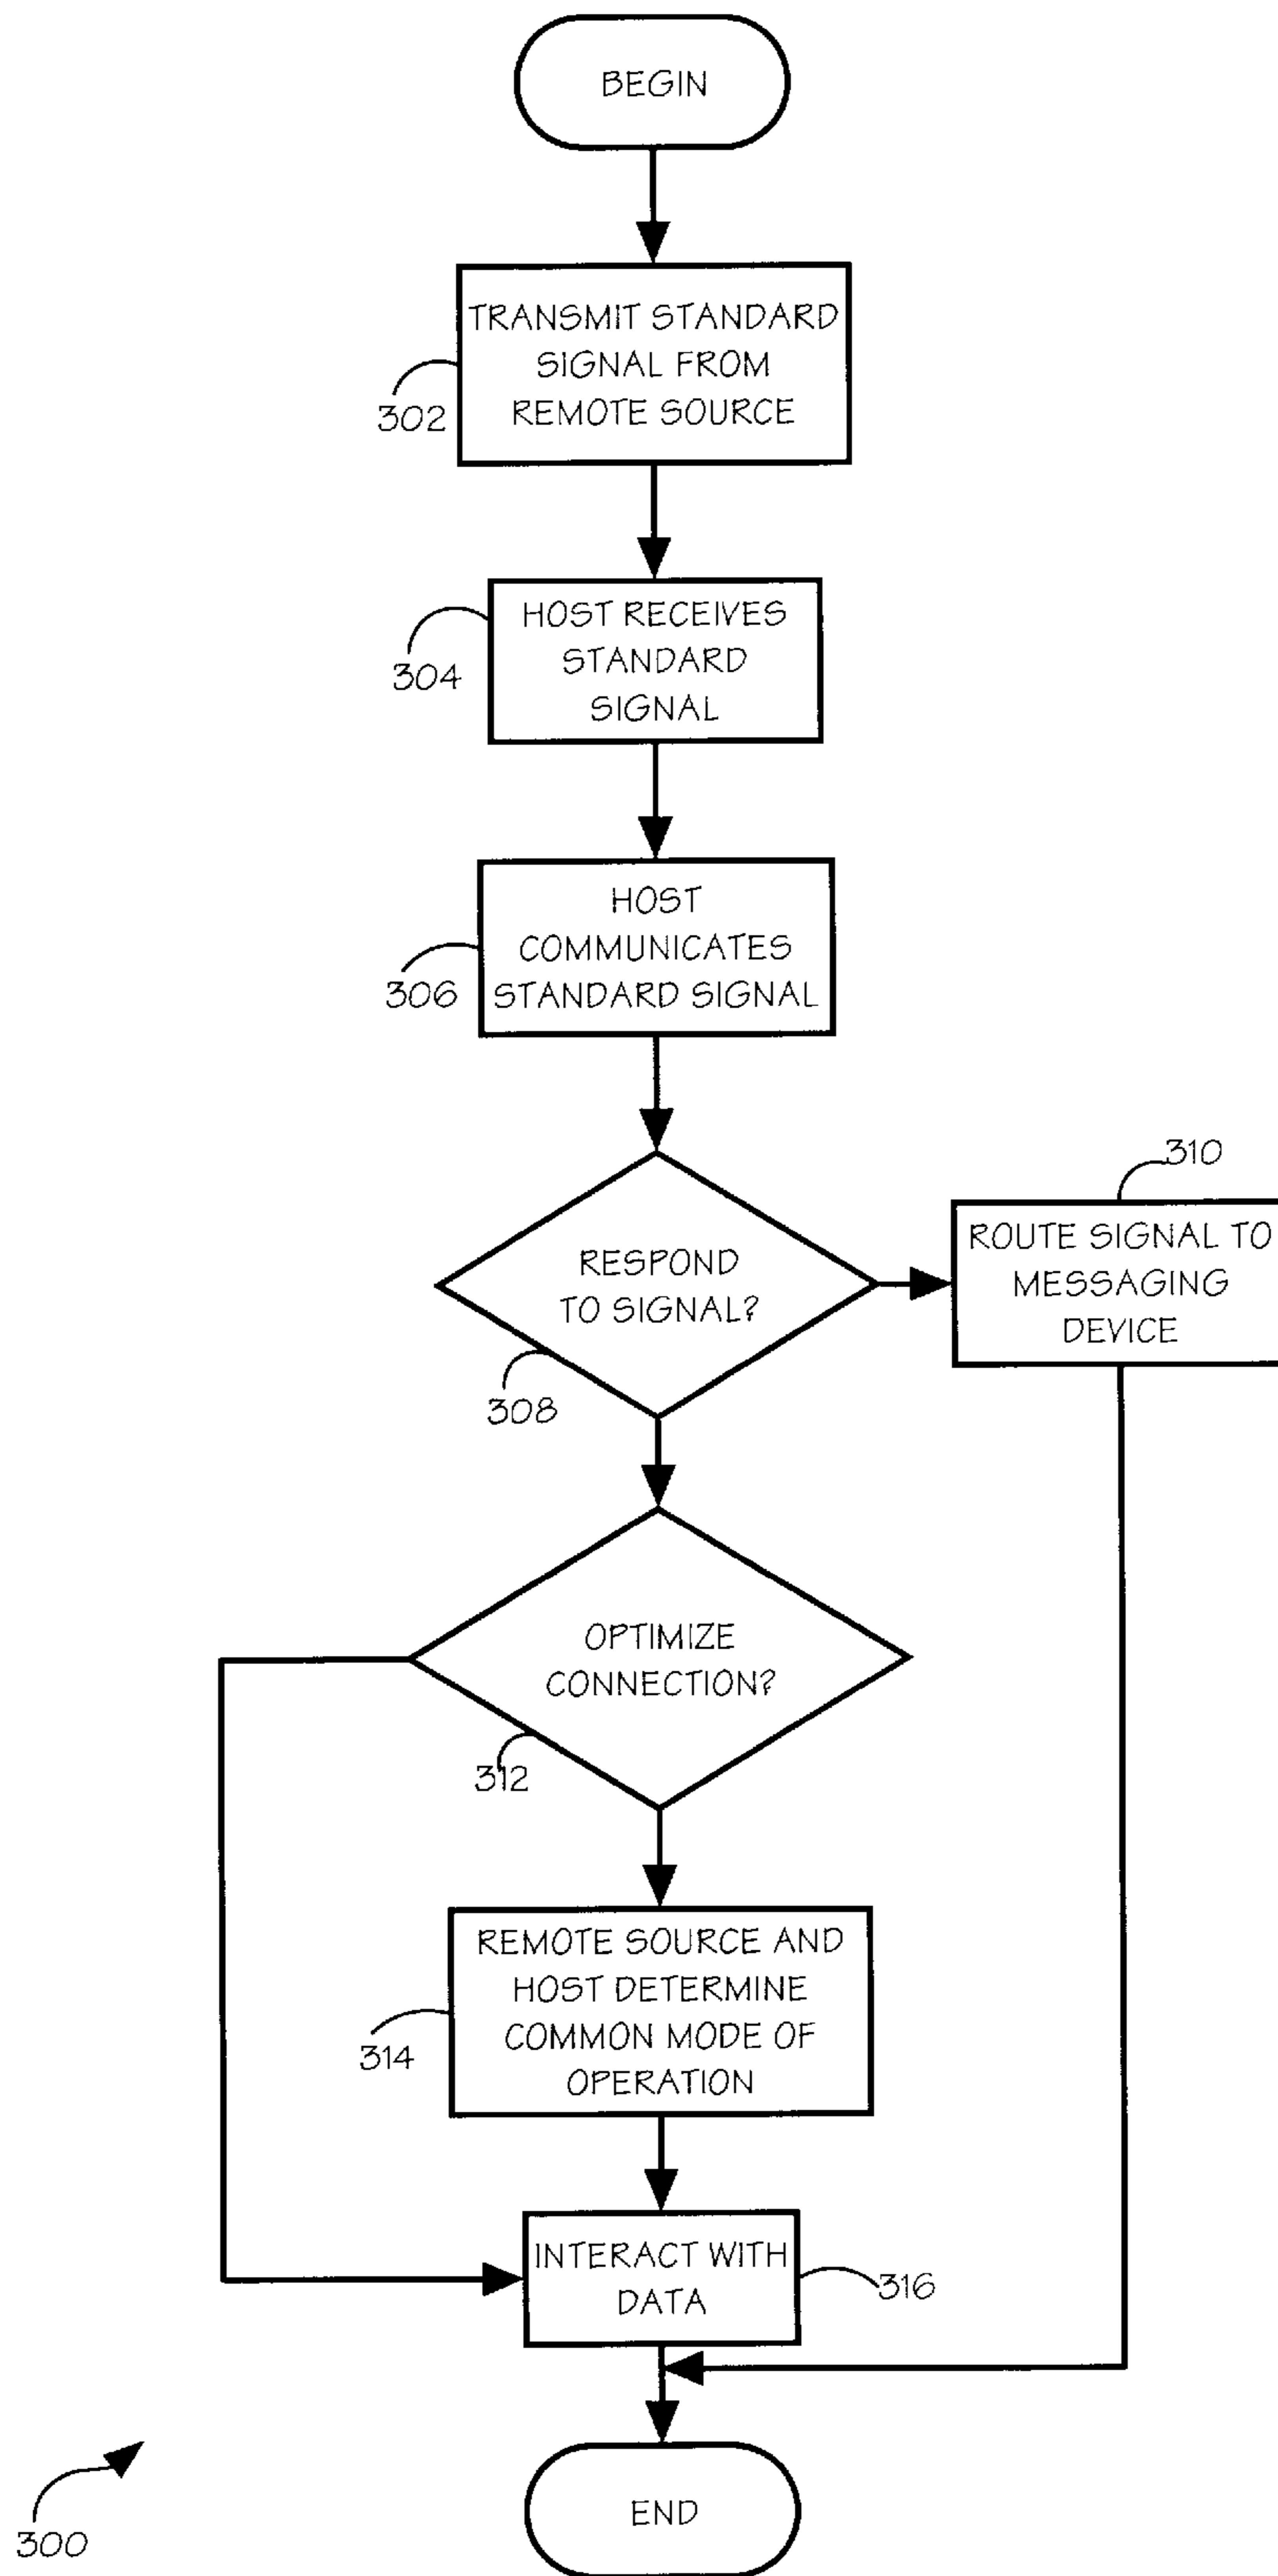 BEGIN
TRANSMIT STANDARD
SIGNAL FROM
REMOTE SOURCE
302
HOST RECEIVES
STANDARD
SIGNAL
304
HOST
COMMUNICATES
STANDARD SIGNAL
306
310
ROUTE SIGNAL TO
MESSAGING
DEVICE
RESPOND
TO SIGNAL?
308
OPTIMIZE
CONNECTION?
312
REMOTE SOURCE AND
HOST DETERMINE
COMMON MODE OF
OPERATION
314
INTERACT WITH
DATA
316
END
300